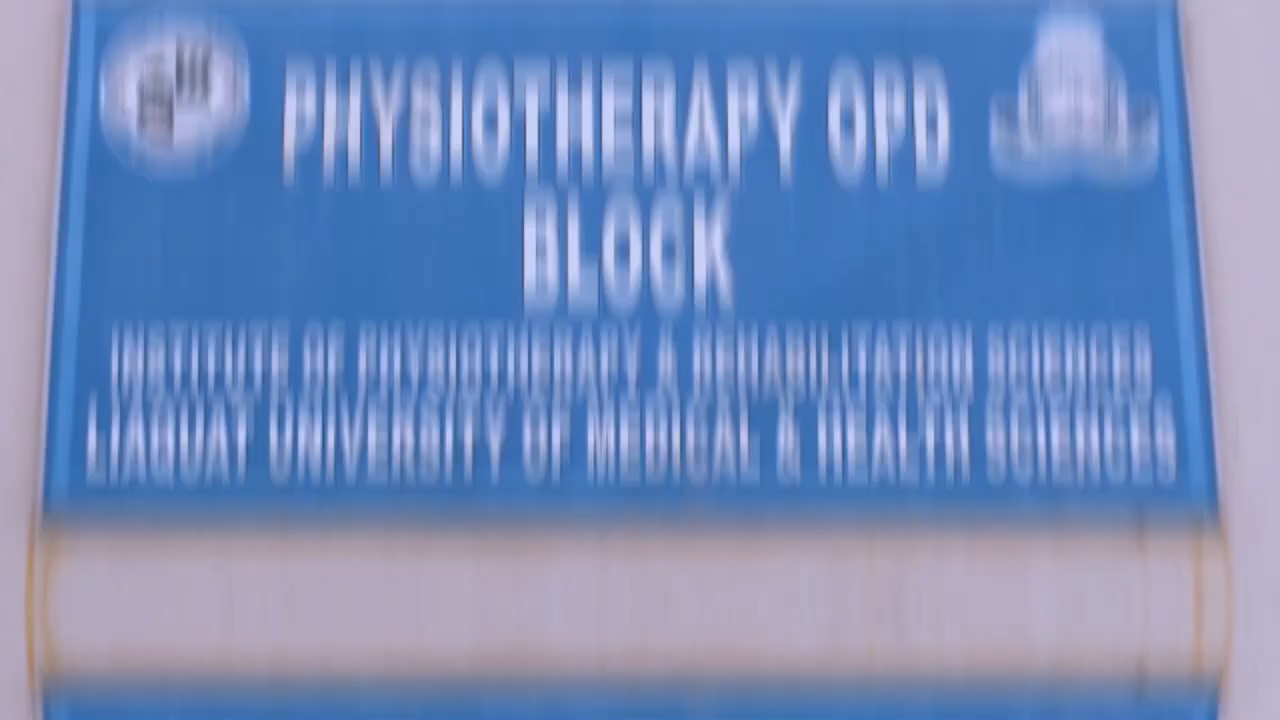 PHYSIOTHERAPY OPD
BLOCK
INSTITUTE OF PHYSIOTHERAPY & REHABILITATION SCIENCES
LIAQUAT UNIVERSITY OF MEDICAL & HEALTH SCIENCES